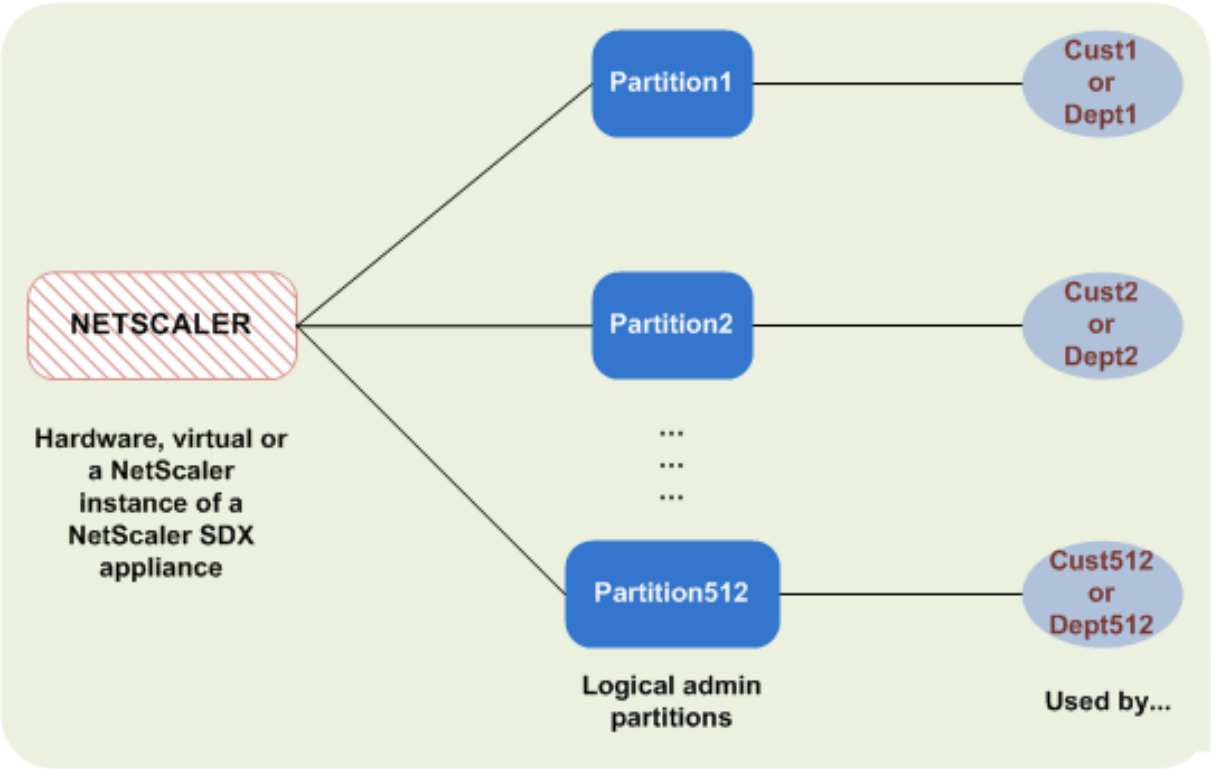 Partition1
Cust1
or
Dept1
NETSCALER
Partition2
Cust2
or
Dept2
Hardware, virtual or
a NetScaler
instance of a
NetScaler SDX
appliance
...
...
...
Partition512
Cust512
or
Dept512
Logical admin
partitions
Used by...